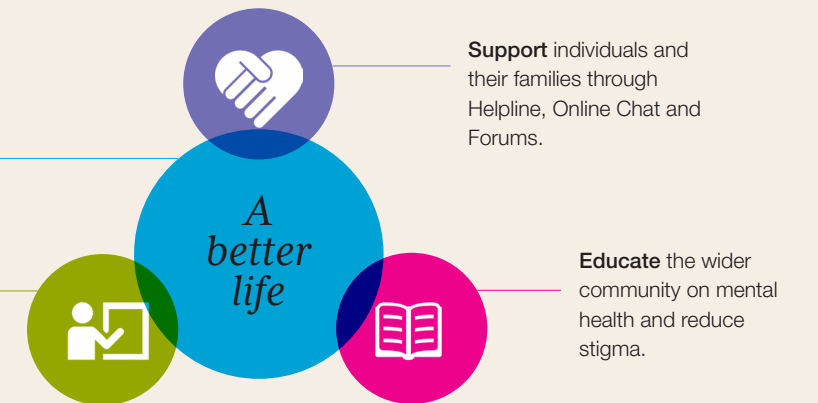 Support individuals and
their families through
Helpline, Online Chat and
Forums.
A
better
life
Educate the wider
community on mental
health and reduce
stigma.